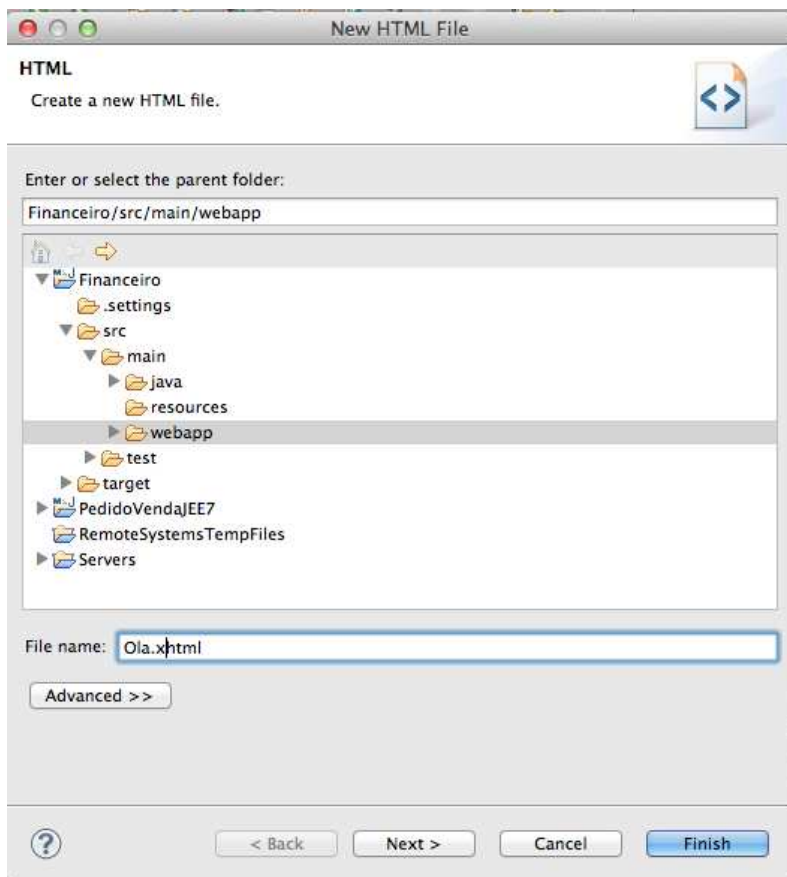 New HTML File
HTML
Create a new HTML file.
Enter or select the parent folder:
Financeiro/src/main/webapp
Financeiro
.settings
src
main
java
resources
webapp
test
target
PedidoVendaJEE7
RemoteSystemsTempFiles
Servers
File name: Ola.xhtml
Advanced >>
? < Back Next > Cancel Finish